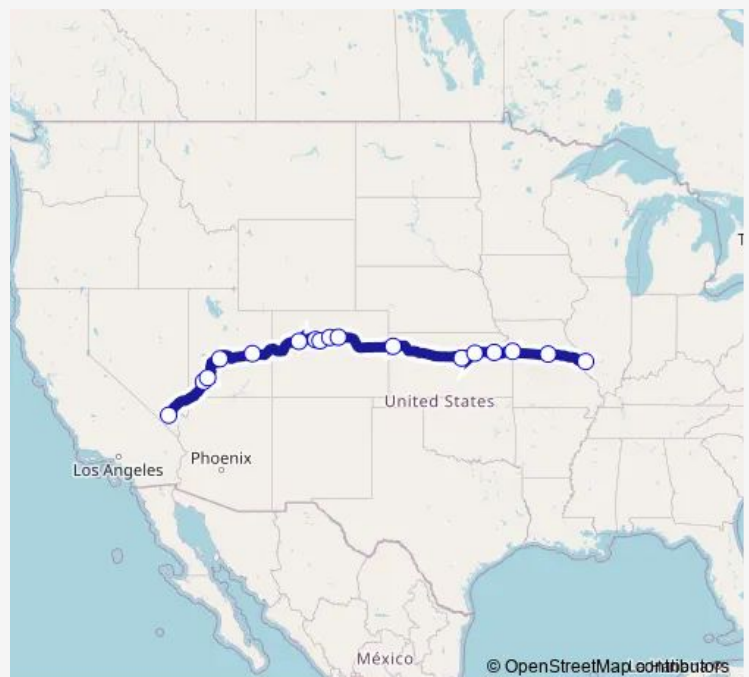 T
United States
Phoenix
Los Angeles
México
© OpenStreetMap contributors